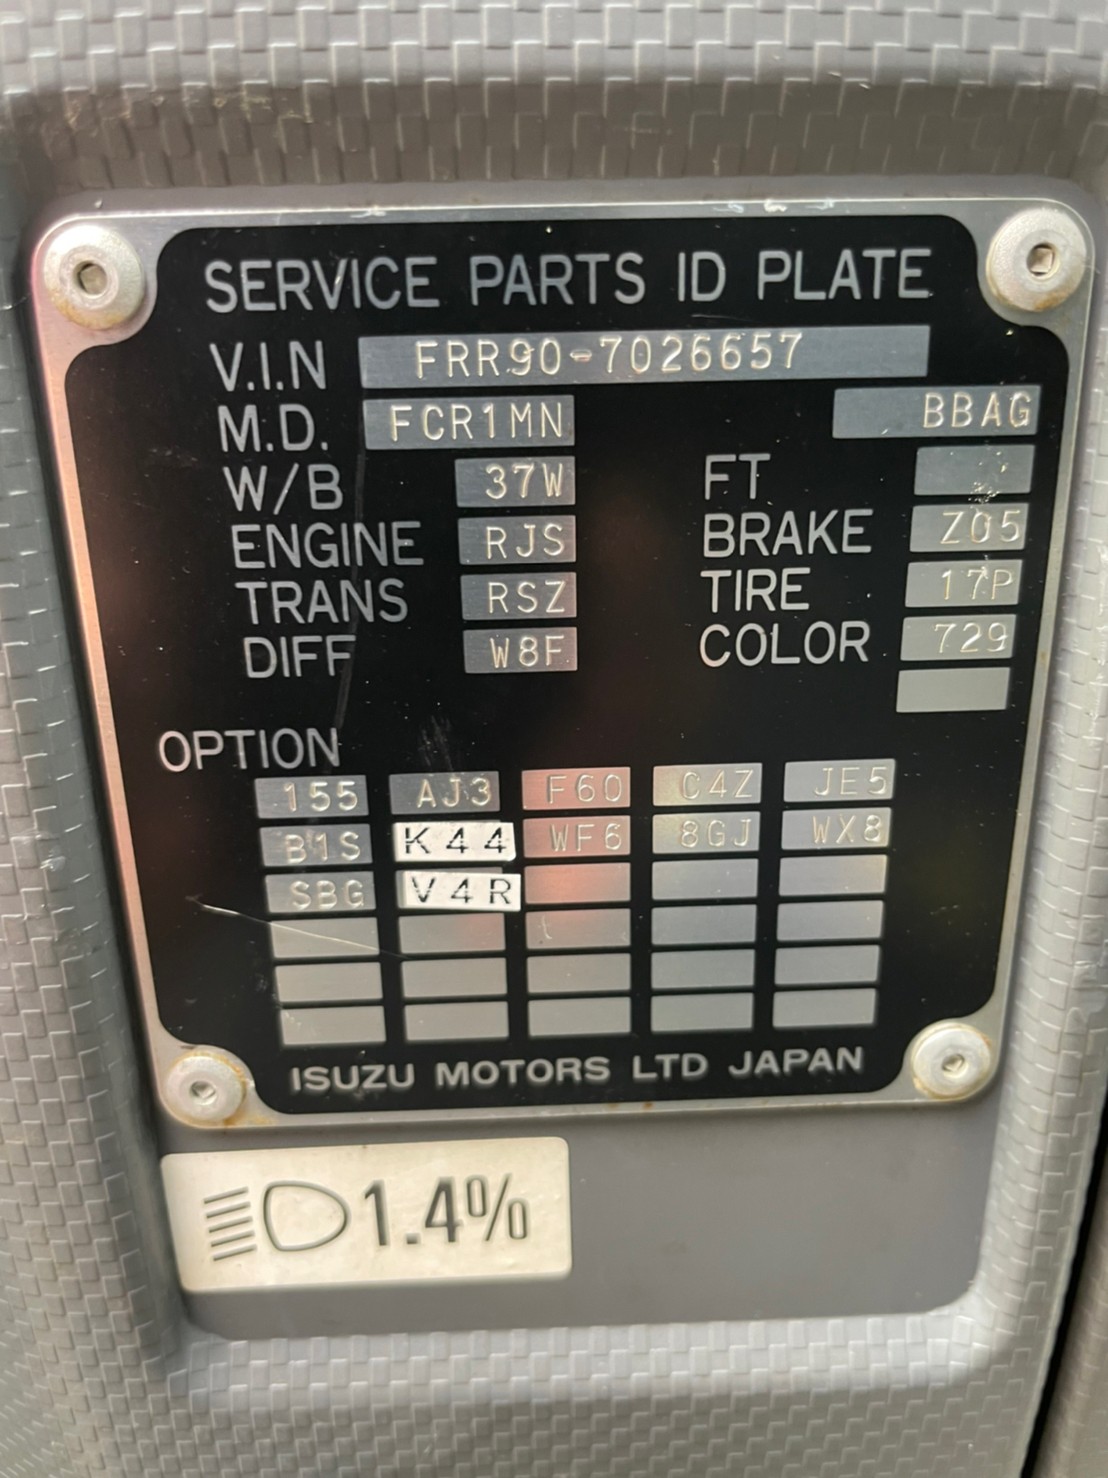 SERVICE PARTS ID PLATE
V.I.N FRR90-7026657
M.D. FCR1MN BBAG
W/B 37W FT
ENGINE RJS BRAKE Z05
TRANS RSZ TIRE 17P
DIFF W8F COLOR 729
OPTION
155 AJ3 F60 C4Z JE5
B1S K44 WF6 8GJ WX8
SBG V4R
ISUZU MOTORS LTD JAPAN
1.4%